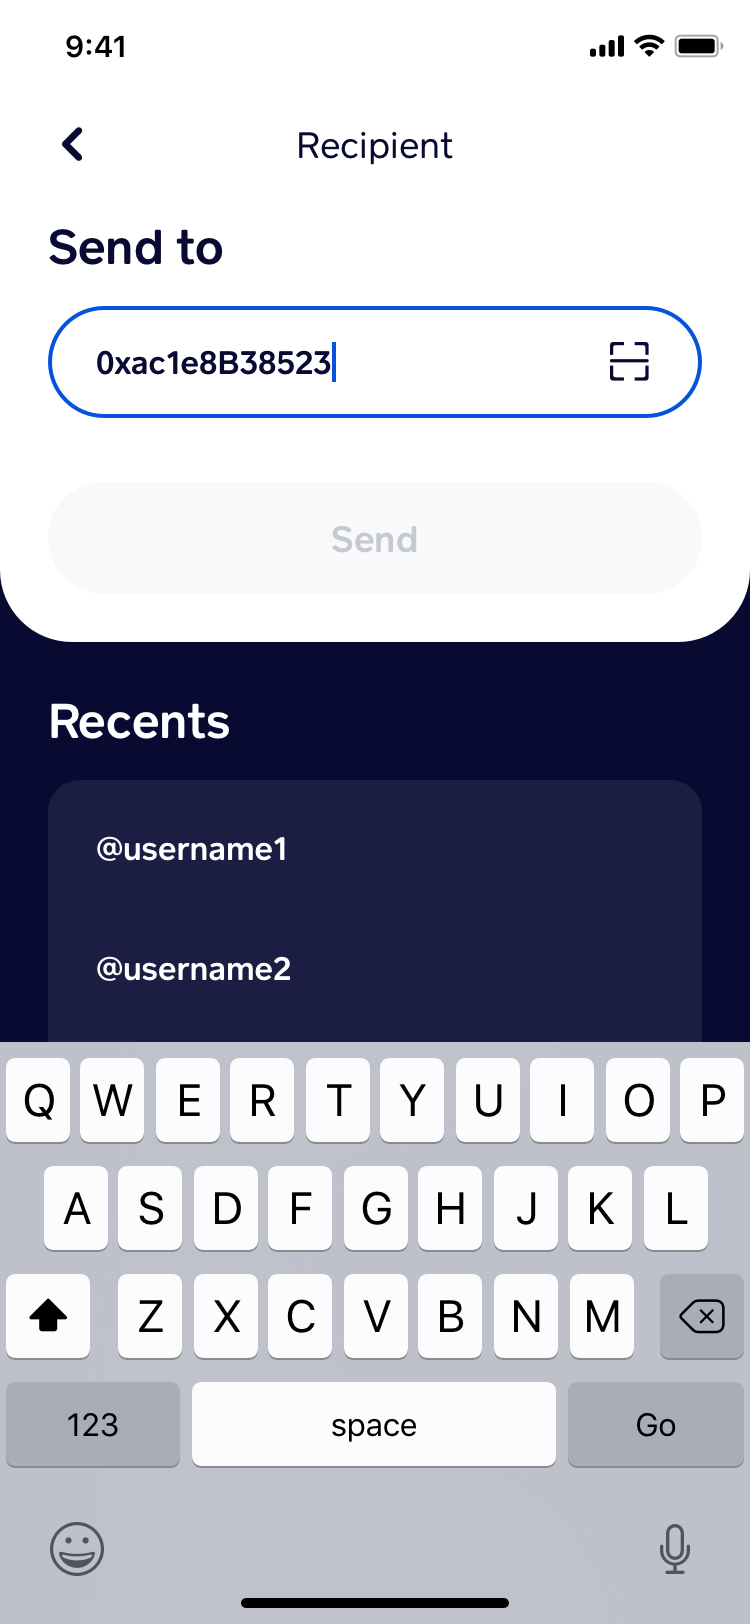 9:41
Recipient
Send to
0xac1e8B38523
Send
Recents
@username1
@username2
Q W E R T Y U I O P
A S D F G H J K L
Z X C V B N M
123 space Go